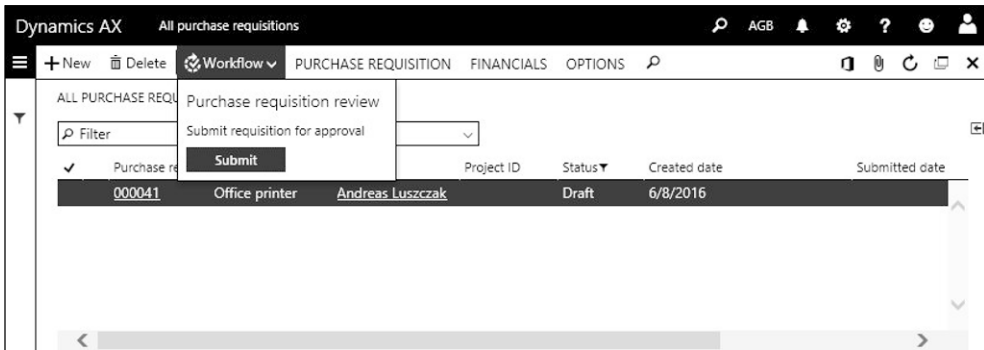 Dynamics AX All purchase requisitions AGB ?
New Delete Workflow PURCHASE REQUISITION FINANCIALS OPTIONS
ALL PURCHASE REQU
Purchase requisition review
Filter
Submit requisition for approval
Submit
Purchase re Project ID Status Created date Submitted date
000041 Office printer Andreas Luszczak Draft 6/8/2016